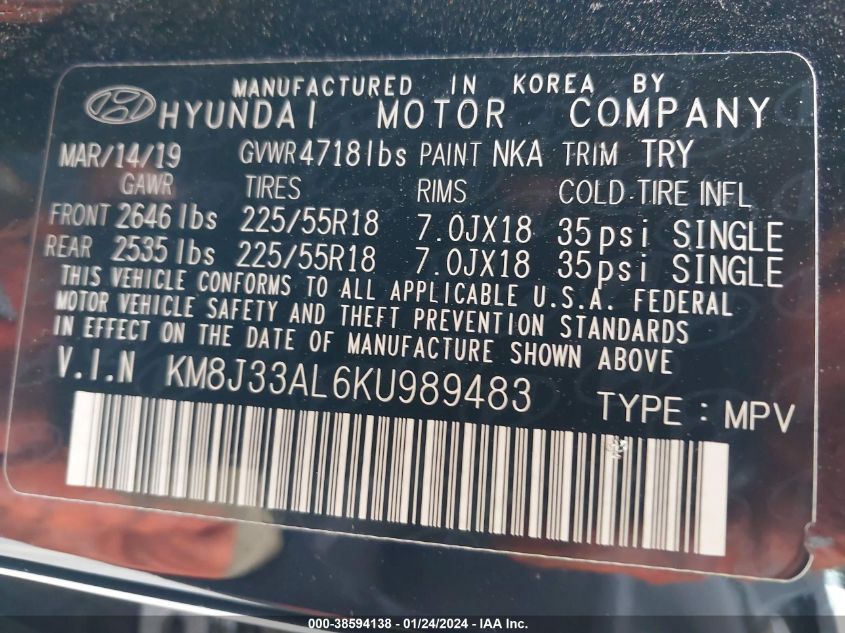 MANUFACTURED IN KOREA BY
HYUNDAI MOTOR COMPANY
MAR/14/19 GVWR4718lbs PAINT NKA TRIM TRY
GAWR TIRES RIMS COLD-TIRE INFL
FRONT 2646lbs 225/55R18 7.0JX18 35psi SINGLE
REAR 2535lbs 225/55R18 7.0JX18 35psi SINGLE
THIS VEHICLE CONFORMS TO ALL APPLICABLE U.S.A. FEDERAL
MOTOR VEHICLE SAFETY AND THEFT PREVENTION STANDARDS
IN EFFECT ON THE DATE OF MANUFACTURE SHOWN ABOVE
V.I.N KM8J33AL6KU989483 TYPE : MPV
000-38594138 - 01/24/2024 - IAA Inc.